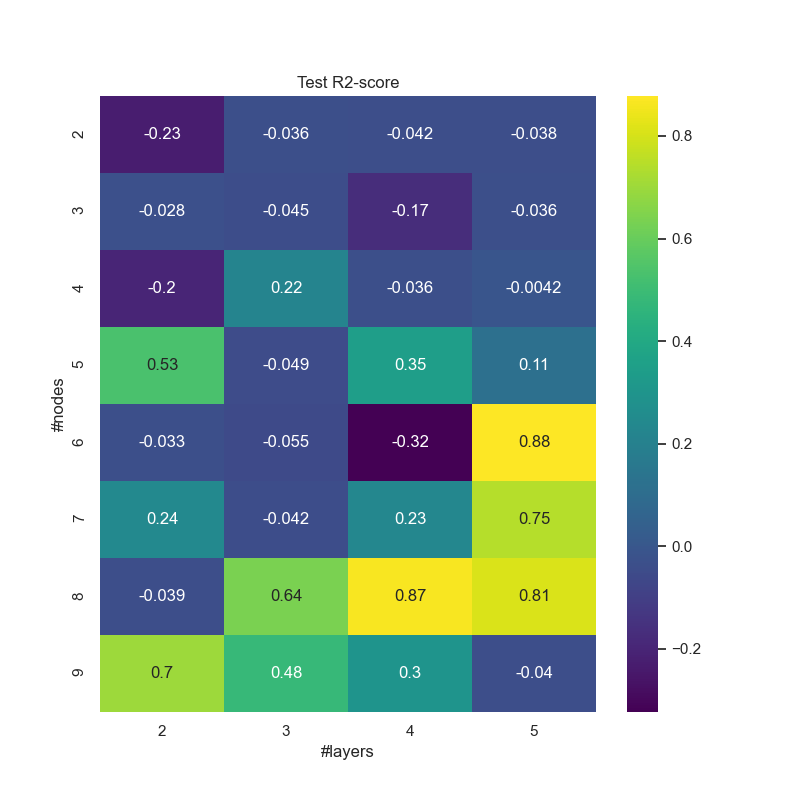 Test R2-score
2 -0.23 -0.036 -0.042 -0.038
3 -0.028 -0.045 -0.17 -0.036
4 -0.2 0.22 -0.036 -0.0042
5 0.53 -0.049 0.35 0.11
6 -0.033 -0.055 -0.32 0.88
7 0.24 -0.042 0.23 0.75
8 -0.039 0.64 0.87 0.81
9 0.7 0.48 0.3 -0.04
2 3 4 5
#layers
#nodes
0.8
0.6
0.4
0.2
0.0
−0.2